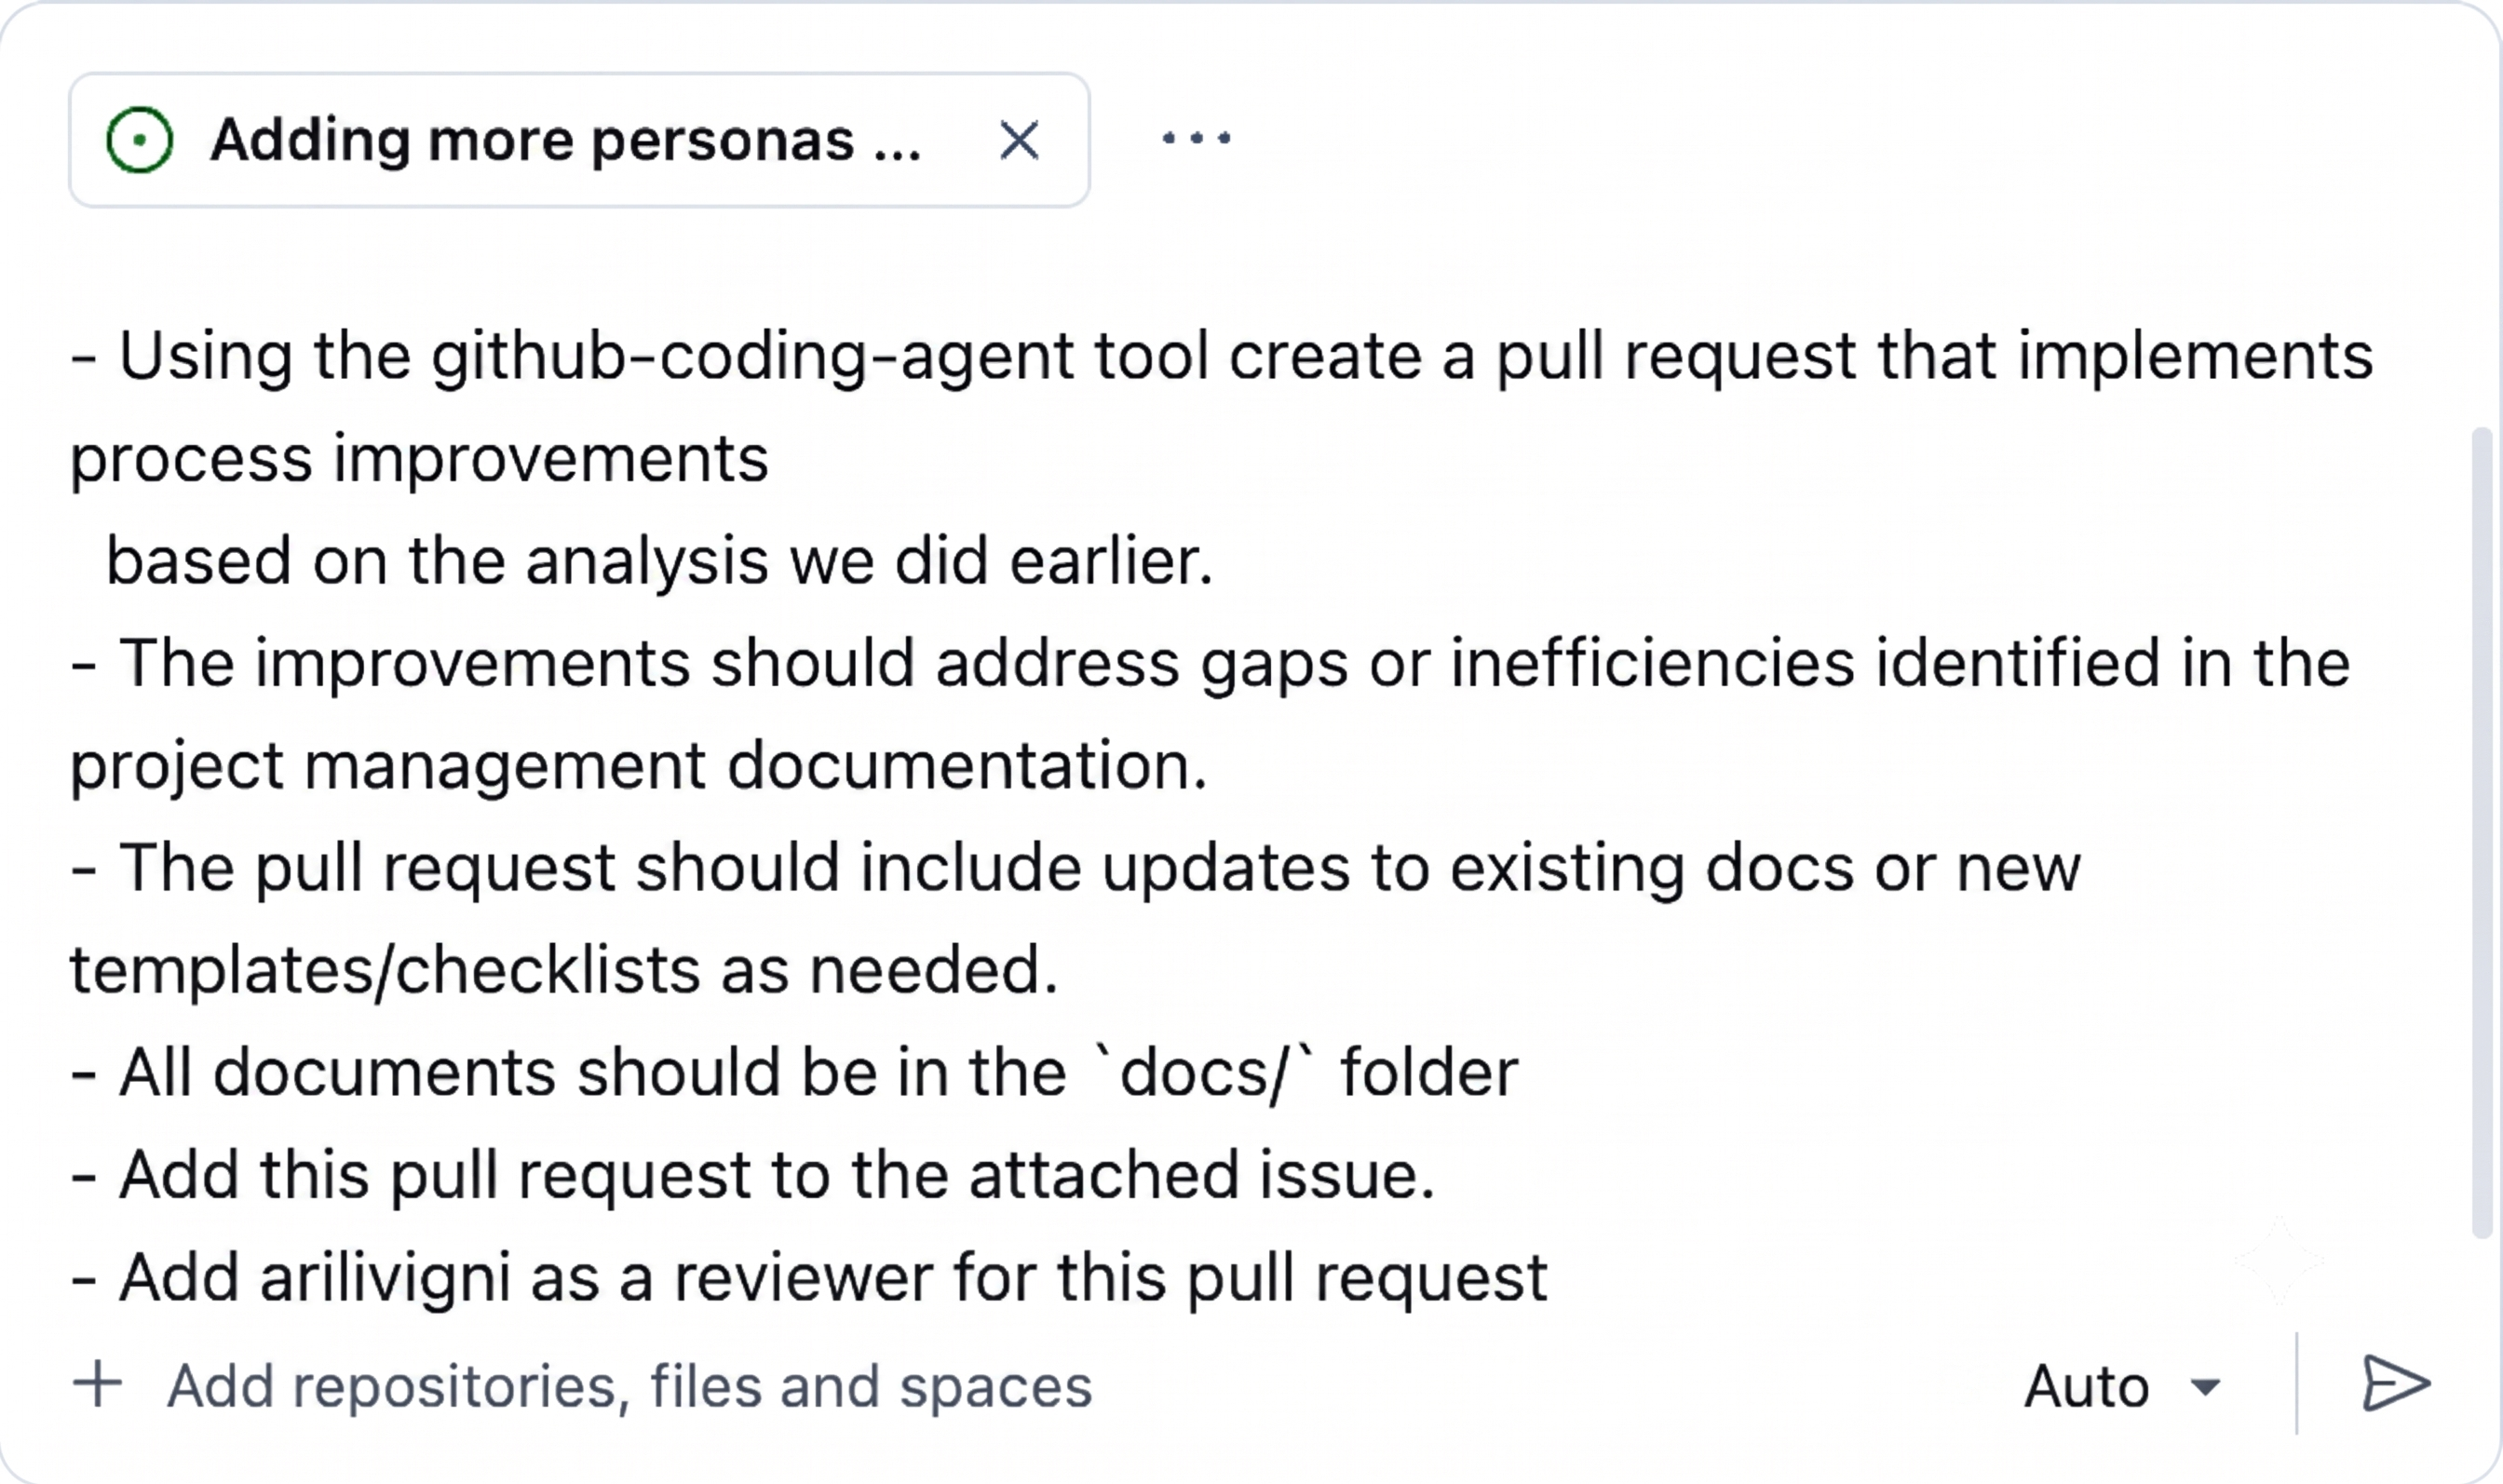 Adding more personas ...
- Using the github-coding-agent tool create a pull request that implements
process improvements
based on the analysis we did earlier.
- The improvements should address gaps or inefficiencies identified in the
project management documentation.
- The pull request should include updates to existing docs or new
templates/checklists as needed.
- All documents should be in the `docs/` folder
- Add this pull request to the attached issue.
- Add arilivigni as a reviewer for this pull request
Add repositories, files and spaces
Auto